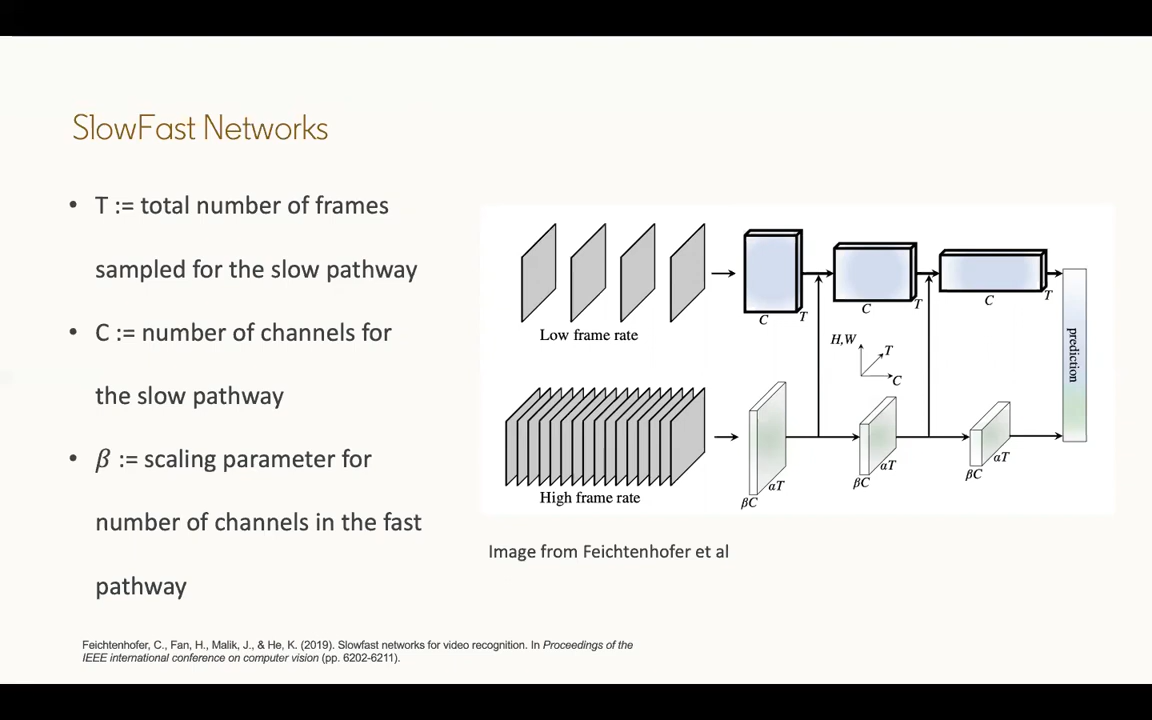 SlowFast Networks
• T := total number of frames
sampled for the slow pathway
• C := number of channels for
the slow pathway
• β := scaling parameter for
number of channels in the fast
pathway
Low frame rate
C T
C T
C T
H,W
T
C
prediction
High frame rate
βC αT
βC αT
βC αT
Image from Feichtenhofer et al
Feichtenhofer, C., Fan, H., Malik, J., & He, K. (2019). Slowfast networks for video recognition. In Proceedings of the
IEEE international conference on computer vision (pp. 6202-6211).